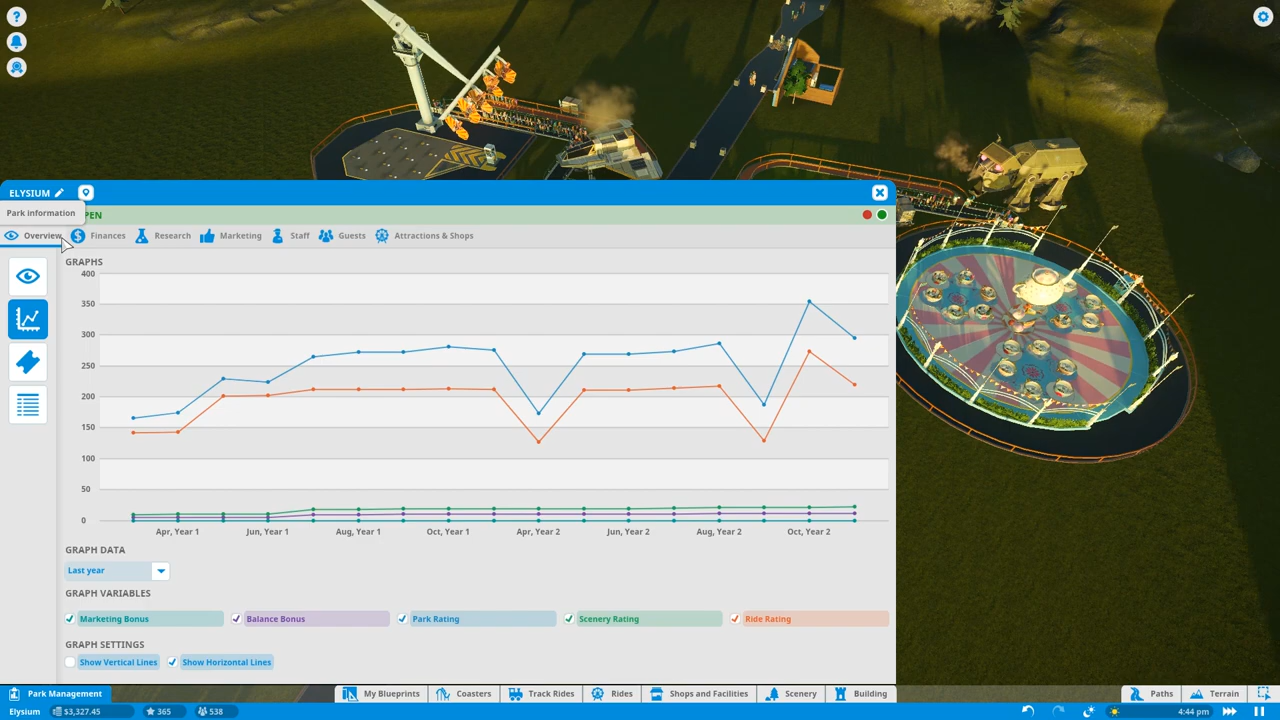 ELYSIUM
Park information
PEN
Overview Finances Research Marketing Staff Guests Attractions & Shops
GRAPHS
400
350
300
250
200
150
100
50
0
Apr, Year 1 Jun, Year 1 Aug, Year 1 Oct, Year 1 Apr, Year 2 Jun, Year 2 Aug, Year 2 Oct, Year 2
GRAPH DATA
Last year
GRAPH VARIABLES
Marketing Bonus Balance Bonus Park Rating Scenery Rating Ride Rating
GRAPH SETTINGS
Show Vertical Lines Show Horizontal Lines
Park Management My Blueprints Coasters Track Rides Rides Shops and Facilities Scenery Building Paths Terrain
Elysium $3,327.45 365 538 4:44 pm